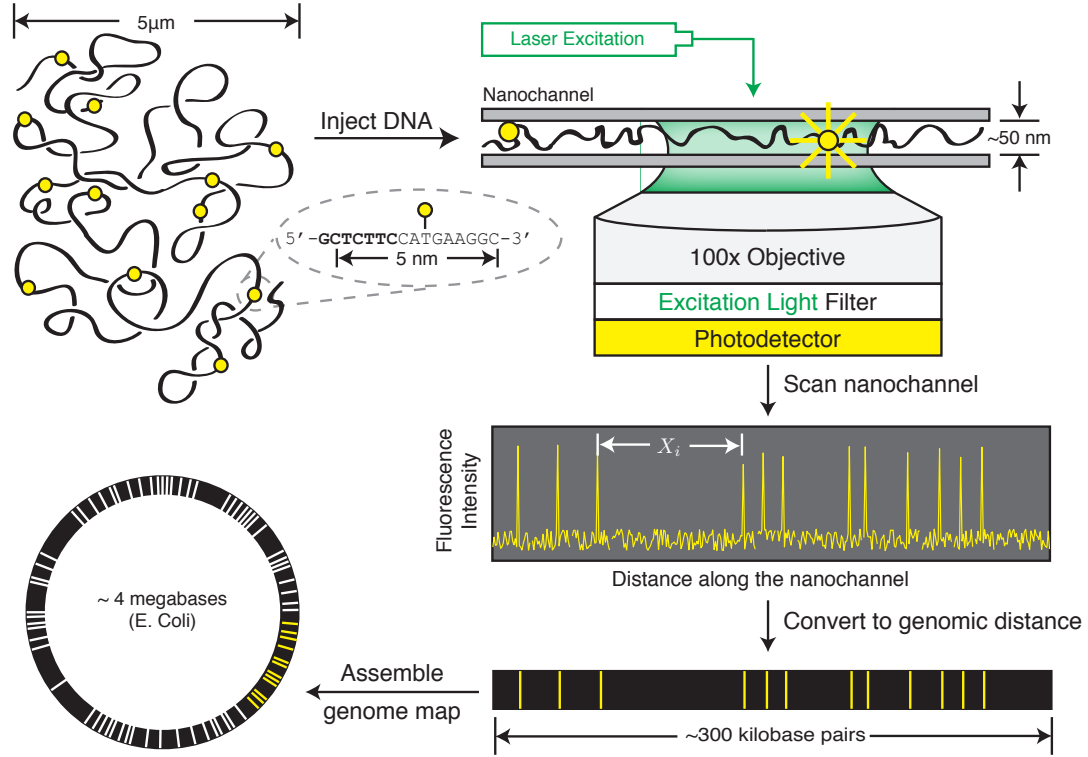 5μm
Laser Excitation
Nanochannel
Inject DNA
~50 nm
5’-GCTCTTCCATGAAGGC-3’
5 nm
100x Objective
Excitation Light Filter
Photodetector
Scan nanochannel
Fluorescence
Intensity
Xᵢ
Distance along the nanochannel
~ 4 megabases
(E. Coli)
Convert to genomic distance
Assemble
genome map
~300 kilobase pairs